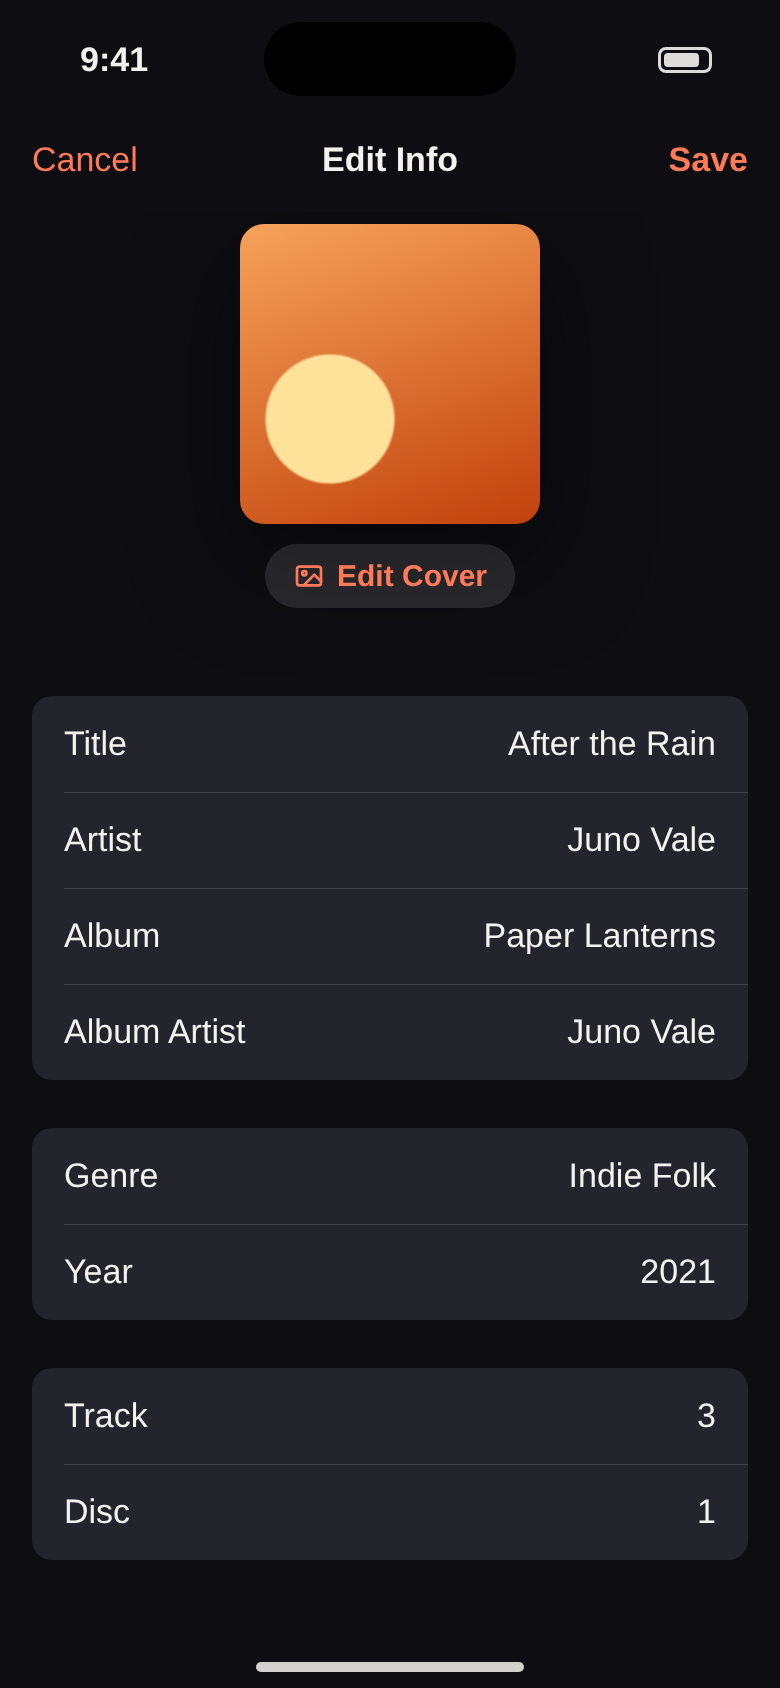 9:41
Cancel Edit Info Save
Edit Cover
Title After the Rain
Artist Juno Vale
Album Paper Lanterns
Album Artist Juno Vale
Genre Indie Folk
Year 2021
Track 3
Disc 1